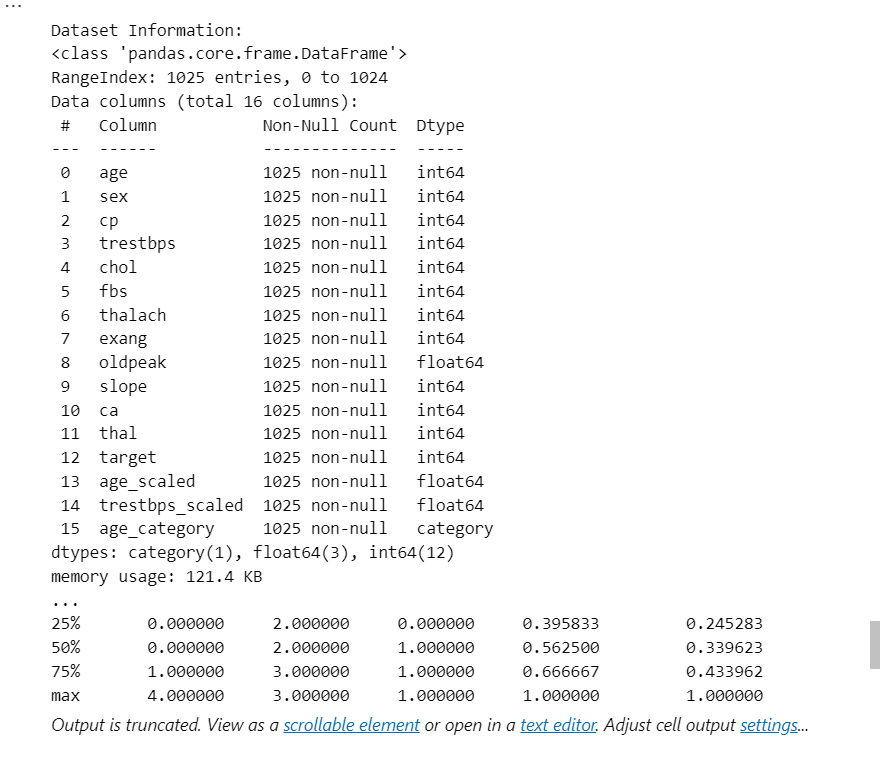 ...
Dataset Information:
<class 'pandas.core.frame.DataFrame'>
RangeIndex: 1025 entries, 0 to 1024
Data columns (total 16 columns):
 #   Column           Non-Null Count  Dtype
---  ------           --------------  -----
 0   age              1025 non-null   int64
 1   sex              1025 non-null   int64
 2   cp               1025 non-null   int64
 3   trestbps         1025 non-null   int64
 4   chol             1025 non-null   int64
 5   fbs              1025 non-null   int64
 6   thalach          1025 non-null   int64
 7   exang            1025 non-null   int64
 8   oldpeak          1025 non-null   float64
 9   slope            1025 non-null   int64
 10  ca               1025 non-null   int64
 11  thal             1025 non-null   int64
 12  target           1025 non-null   int64
 13  age_scaled       1025 non-null   float64
 14  trestbps_scaled  1025 non-null   float64
 15  age_category     1025 non-null   category
dtypes: category(1), float64(3), int64(12)
memory usage: 121.4 KB
...
25%       0.000000     2.000000     0.000000     0.395833         0.245283
50%       0.000000     2.000000     1.000000     0.562500         0.339623
75%       1.000000     3.000000     1.000000     0.666667         0.433962
max       4.000000     3.000000     1.000000     1.000000         1.000000
Output is truncated. View as a scrollable element or open in a text editor. Adjust cell output settings...